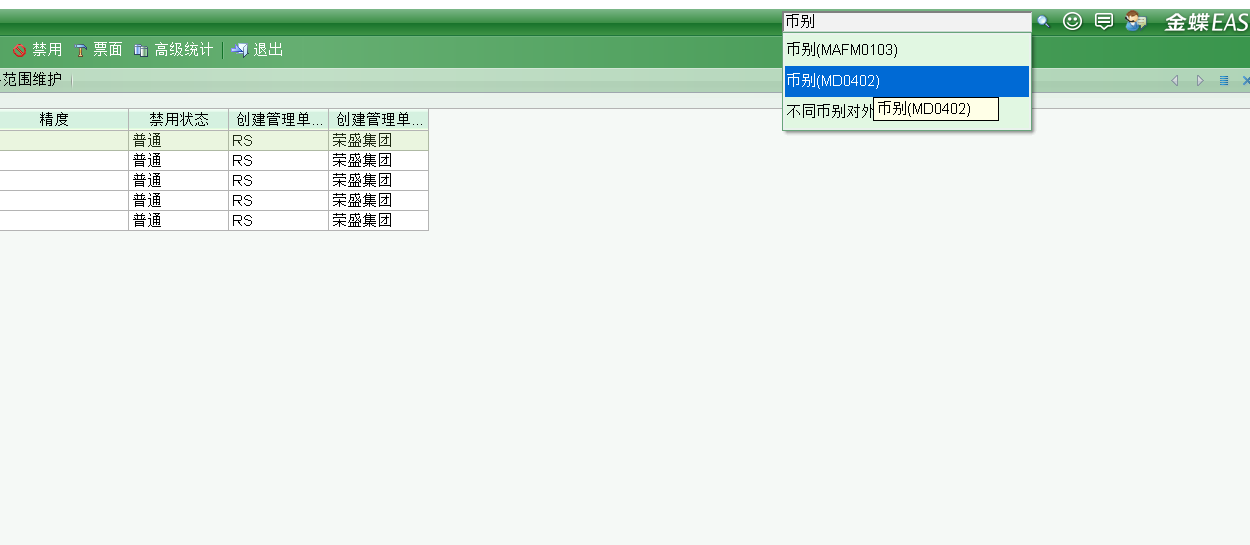 币别
金蝶EAS
禁用 票面 高级统计 退出
币别(MAFM0103)
币别(MD0402)
不同币别对外
币别(MD0402)
范围维护
精度 禁用状态 创建管理单... 创建管理单...
普通 RS 荣盛集团
普通 RS 荣盛集团
普通 RS 荣盛集团
普通 RS 荣盛集团
普通 RS 荣盛集团